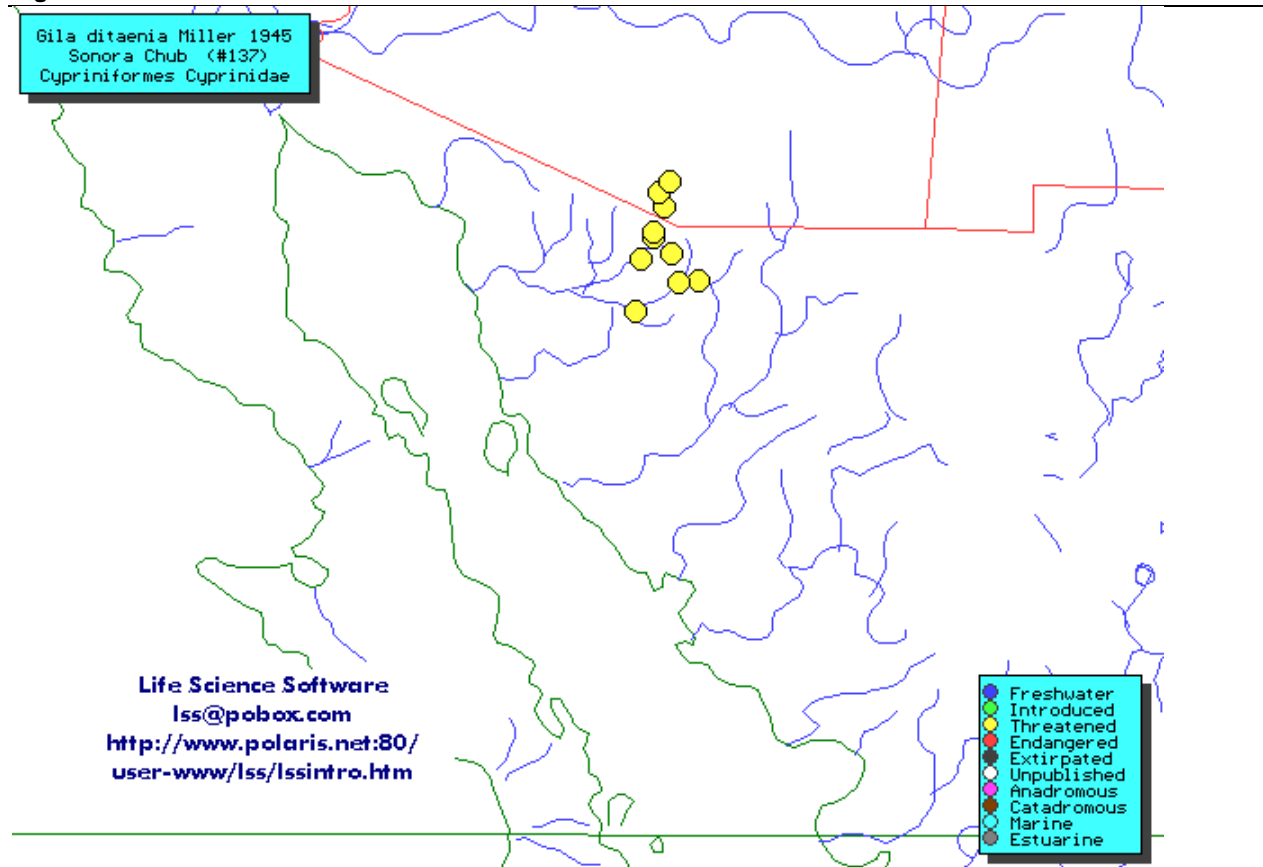 Gila ditaenia Miller 1945
Sonora Chub (#137)
Cypriniformes Cyprinidae
Life Science Software
lss@pobox.com
http://www.polaris.net:80/
user-www/lss/lssintro.htm
Freshwater
Introduced
Threatened
Endangered
Extirpated
Unpublished
Anadromous
Catadromous
Marine
Estuarine